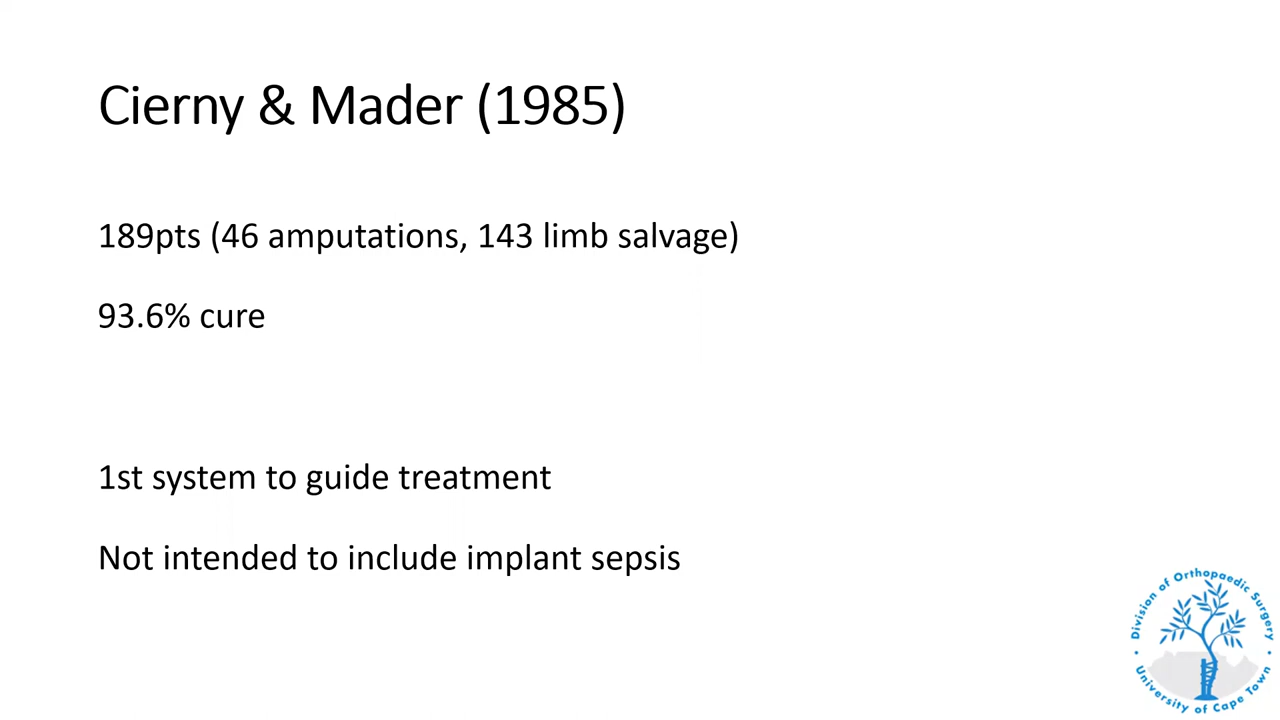 Cierny & Mader (1985)
189pts (46 amputations, 143 limb salvage)
93.6% cure
1st system to guide treatment
Not intended to include implant sepsis
Division of Orthopaedic Surgery
• University of Cape Town •